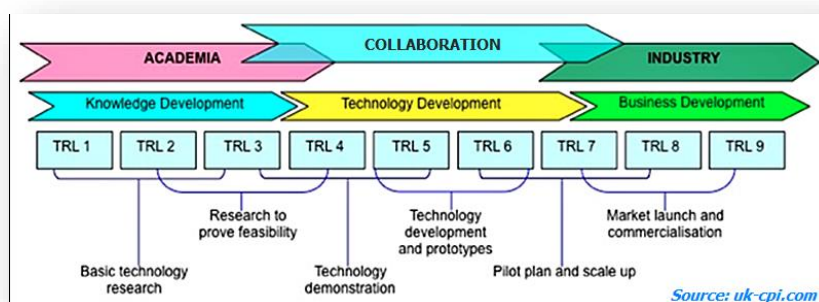 COLLABORATION
ACADEMIA
INDUSTRY
Knowledge Development
Technology Development
Business Development
TRL 1
TRL 2
TRL 3
TRL 4
TRL 5
TRL 6
TRL 7
TRL 8
TRL 9
Research to
prove feasibility
Technology
development
and prototypes
Market launch and
commercialisation
Basic technology
research
Technology
demonstration
Pilot plan and scale up
Source: uk-cpi.com